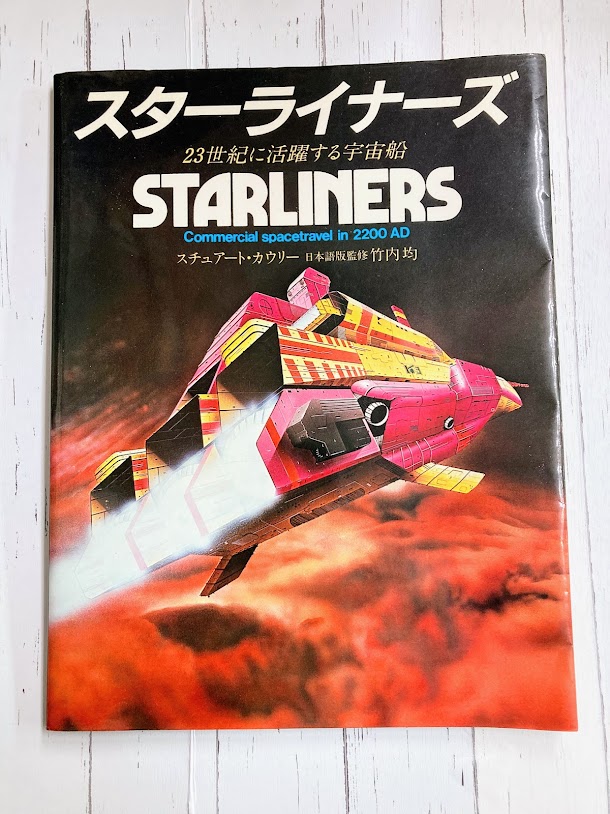 スターライナーズ
23世紀に活躍する宇宙船
STARLINERS
Commercial spacetravel in 2200 AD
スチュアート・カウリー 日本語版監修 竹内均